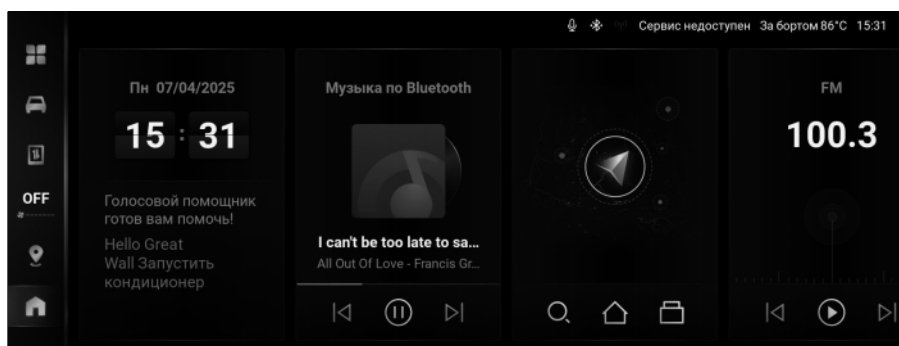 Сервис недоступен За бортом 86°C 15:31
OFF
Пн 07/04/2025
15 : 31
Голосовой помощник
готов вам помочь!
Hello Great
Wall Запустить
кондиционер
Музыка по Bluetooth
I can't be too late to sa...
All Out Of Love - Francis Gr...
FM
100.3